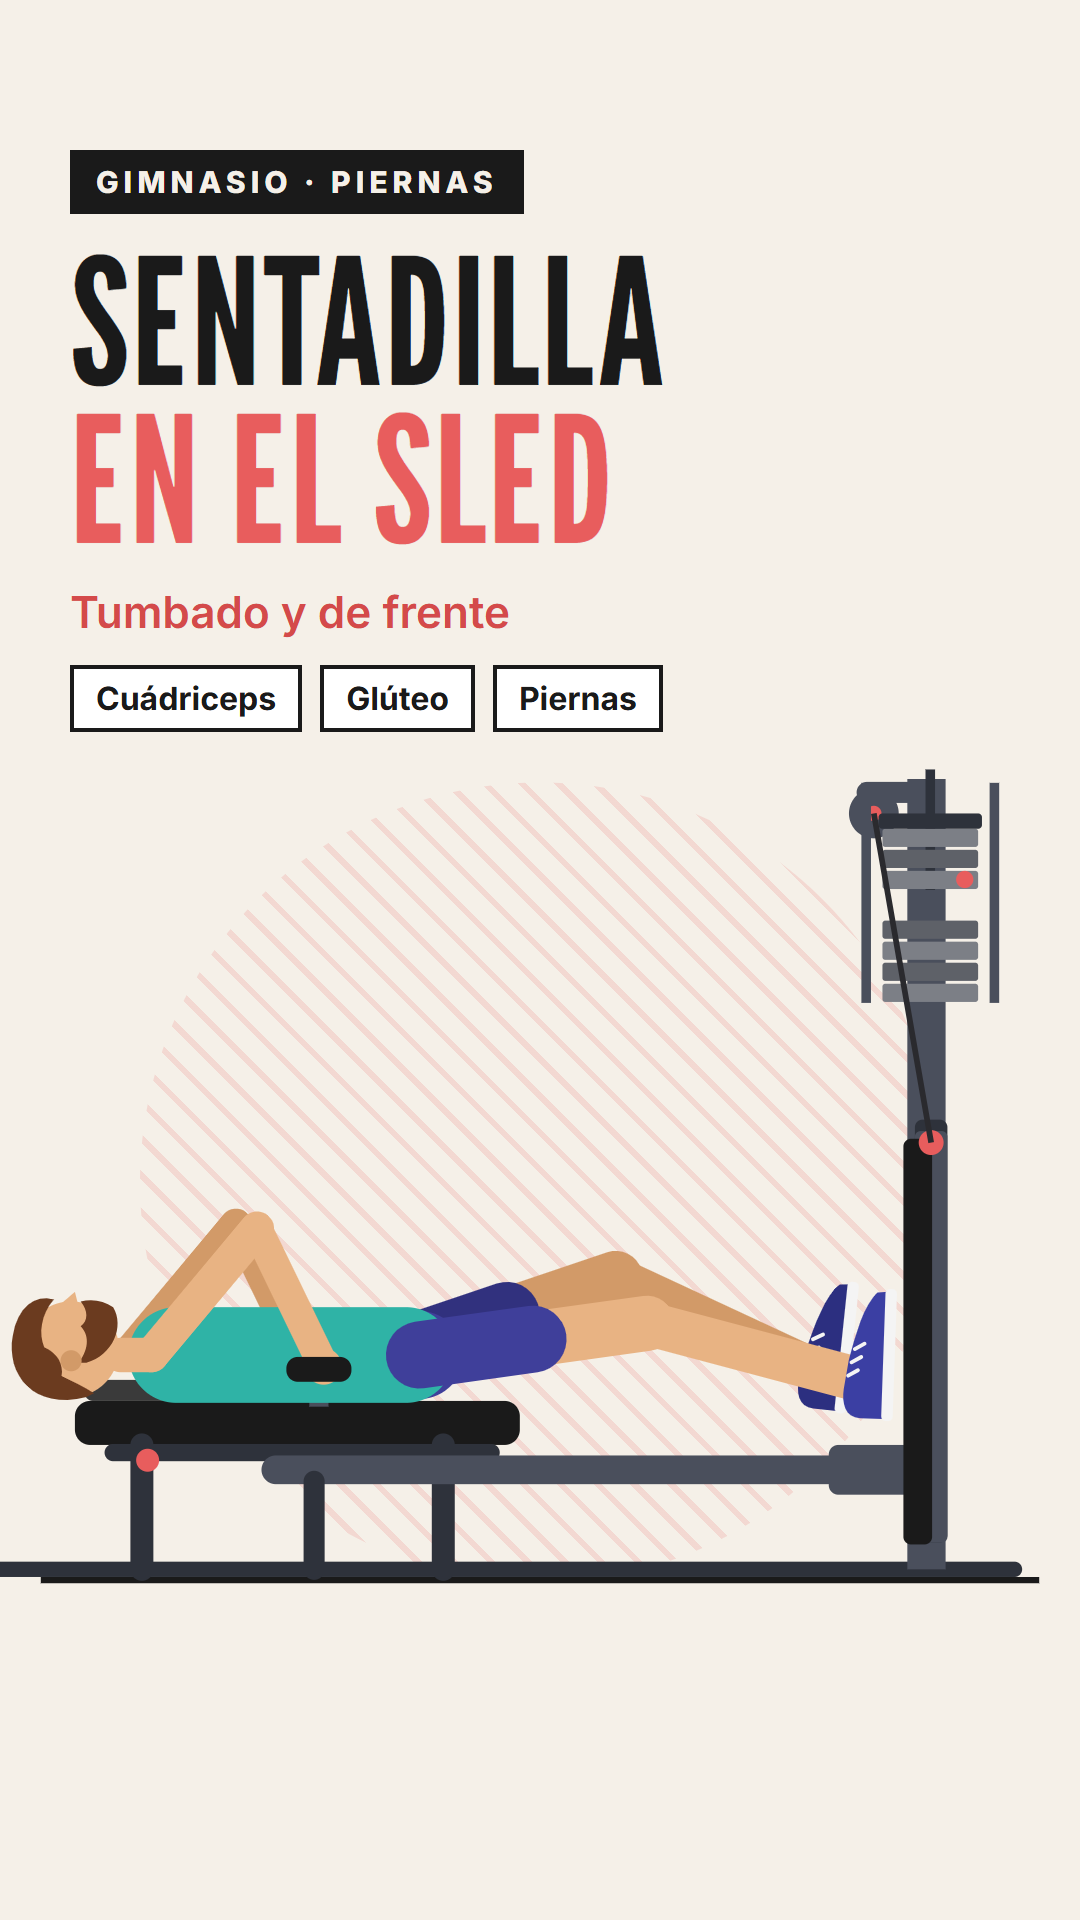 GIMNASIO · PIERNAS
SENTADILLA
EN EL SLED
Tumbado y de frente
Cuádriceps
Glúteo
Piernas